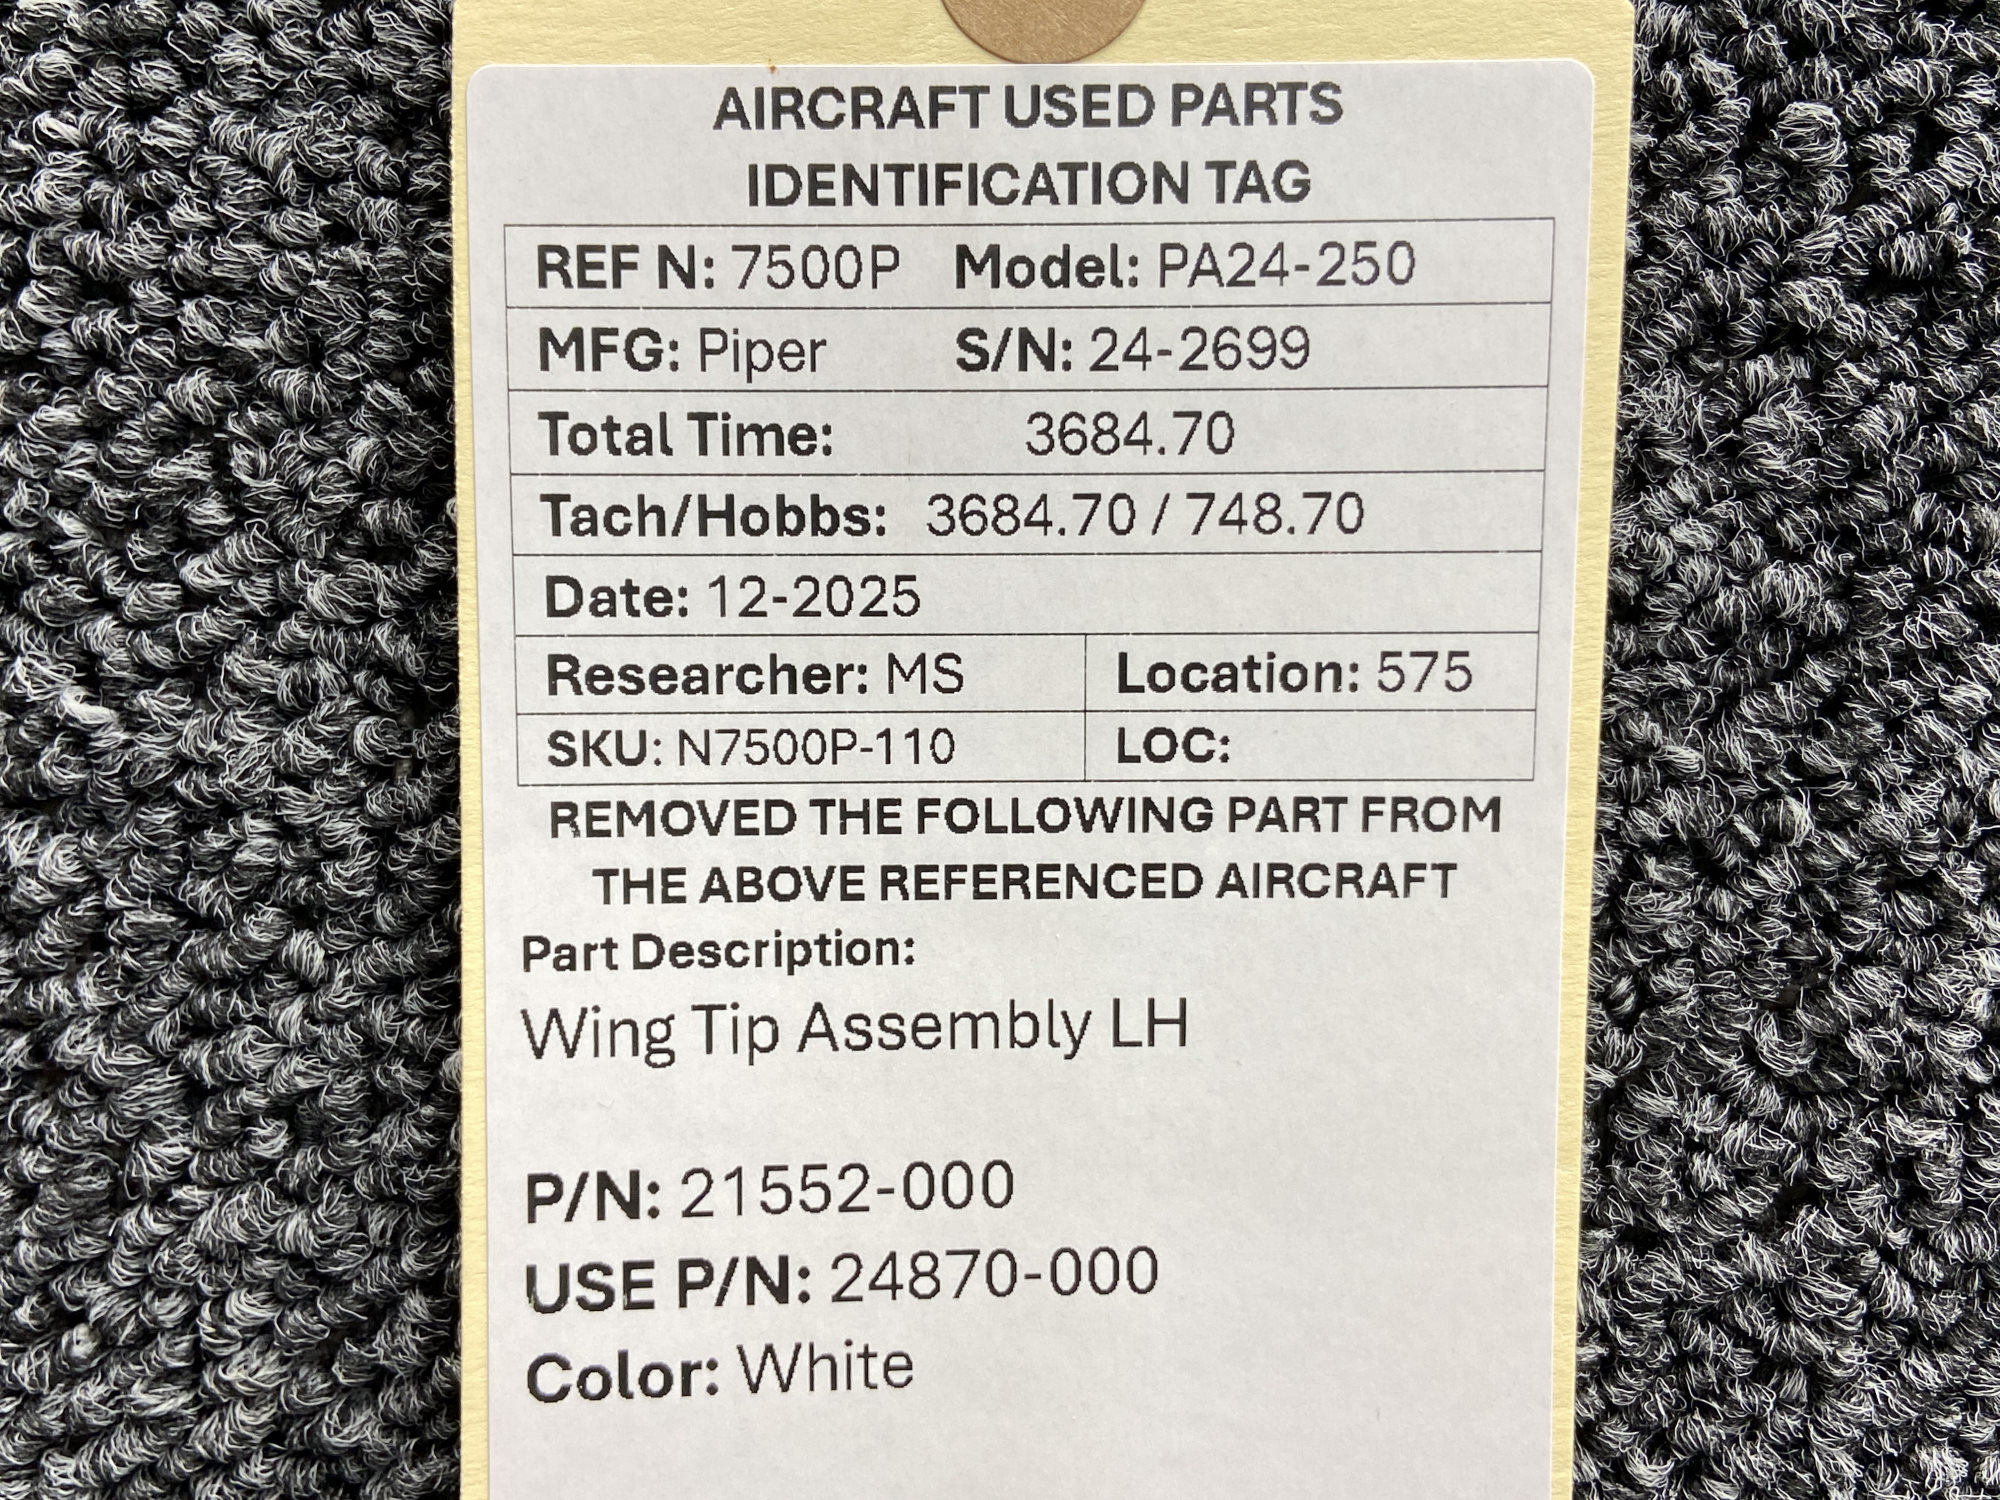 AIRCRAFT USED PARTS
IDENTIFICATION TAG
REF N: 7500P Model: PA24-250
MFG: Piper S/N: 24-2699
Total Time: 3684.70
Tach/Hobbs: 3684.70 / 748.70
Date: 12-2025
Researcher: MS Location: 575
SKU: N7500P-110 LOC:
REMOVED THE FOLLOWING PART FROM
THE ABOVE REFERENCED AIRCRAFT
Part Description:
Wing Tip Assembly LH
P/N: 21552-000
USE P/N: 24870-000
Color: White